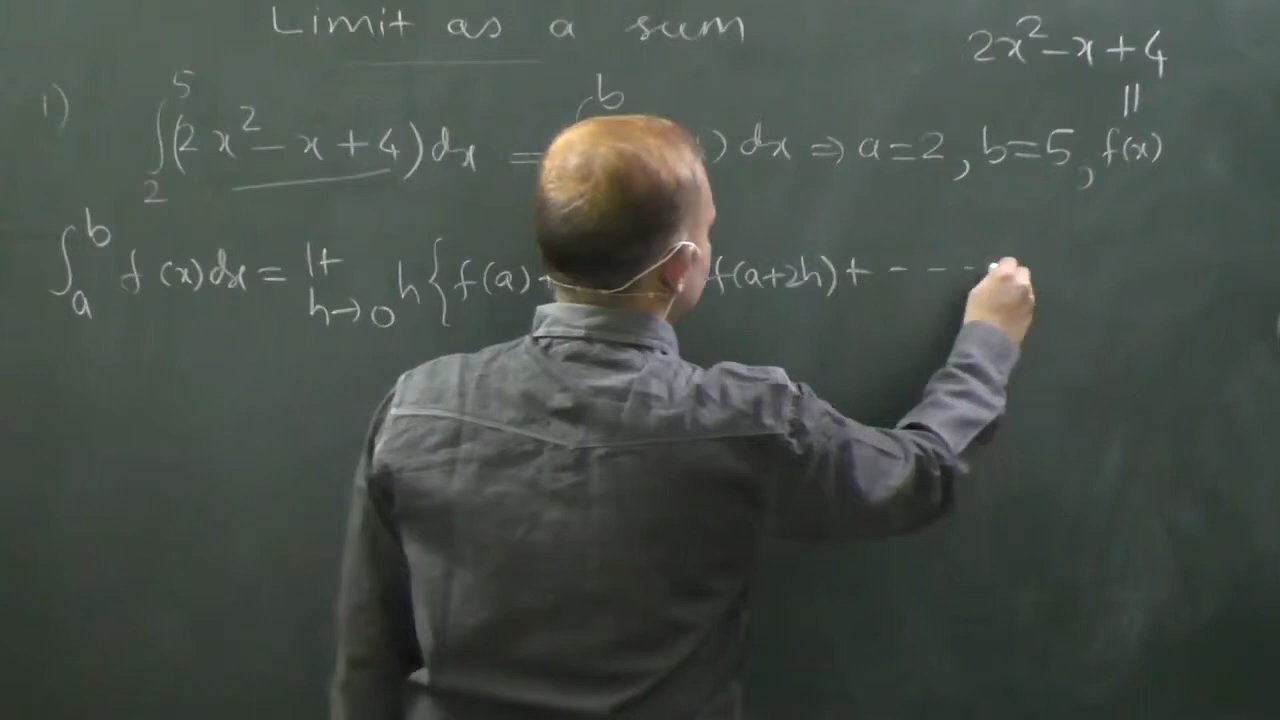 Limit as a sum
2x² - x + 4
1) ∫₂⁵ (2x² - x + 4) dx = b ) dx ⇒ a = 2, b = 5, f(x)
||
∫ₐᵇ f(x) dx = lt h→0 h { f(a) + f(a+2h) + - - -